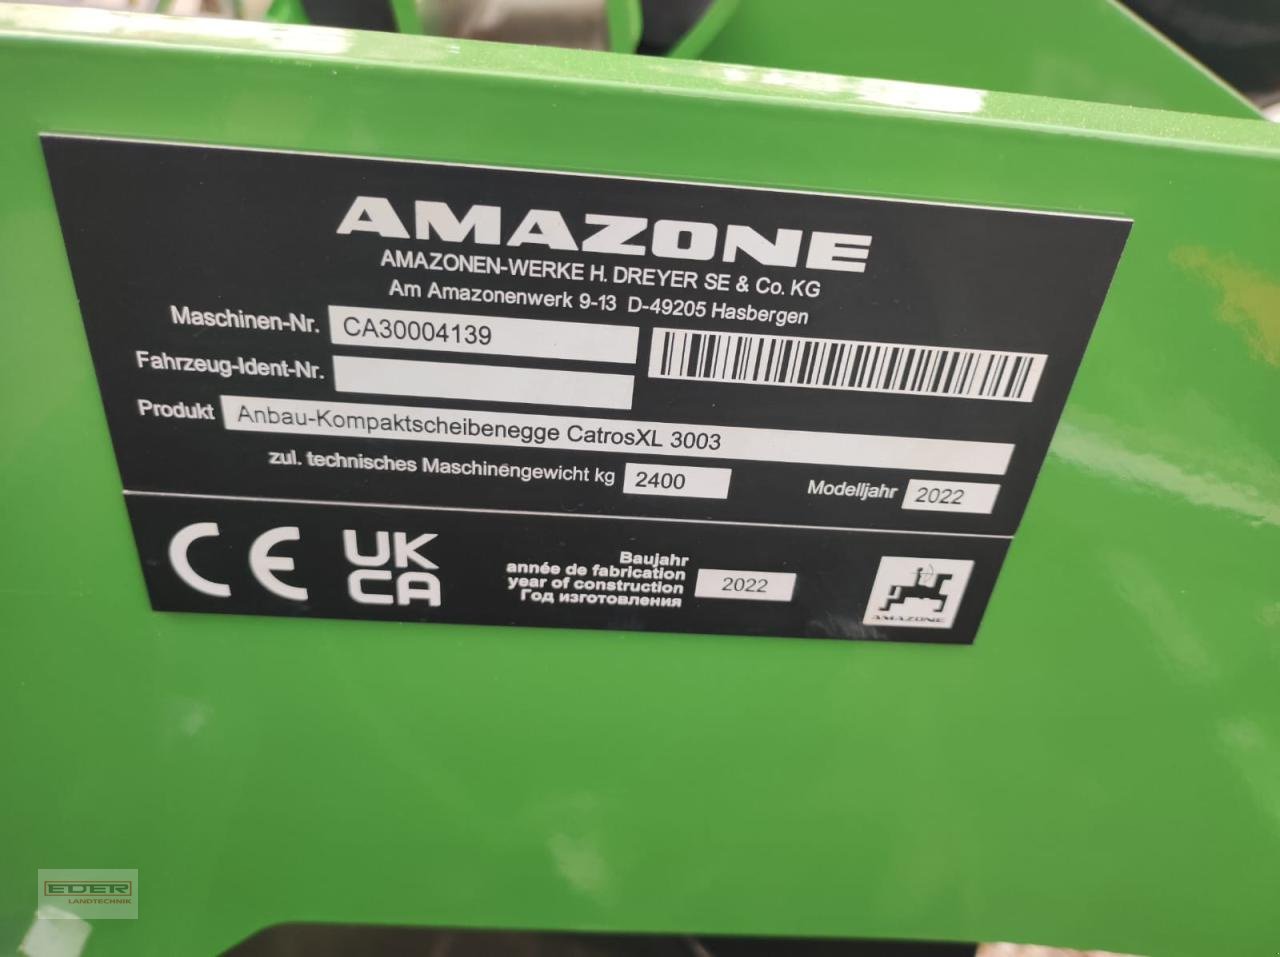 AMAZONE
AMAZONEN-WERKE H. DREYER SE & Co. KG
Am Amazonenwerk 9-13 D-49205 Hasbergen
Maschinen-Nr. CA30004139
Fahrzeug-Ident-Nr.
Produkt Anbau-Kompaktscheibenegge CatrosXL 3003
zul. technisches Maschinengewicht kg 2400
Modelljahr 2022
CE
UK
CA
Baujahr
année de fabrication
year of construction
Год изготовления
2022
AMAZONE
EDER
LANDTECHNIK